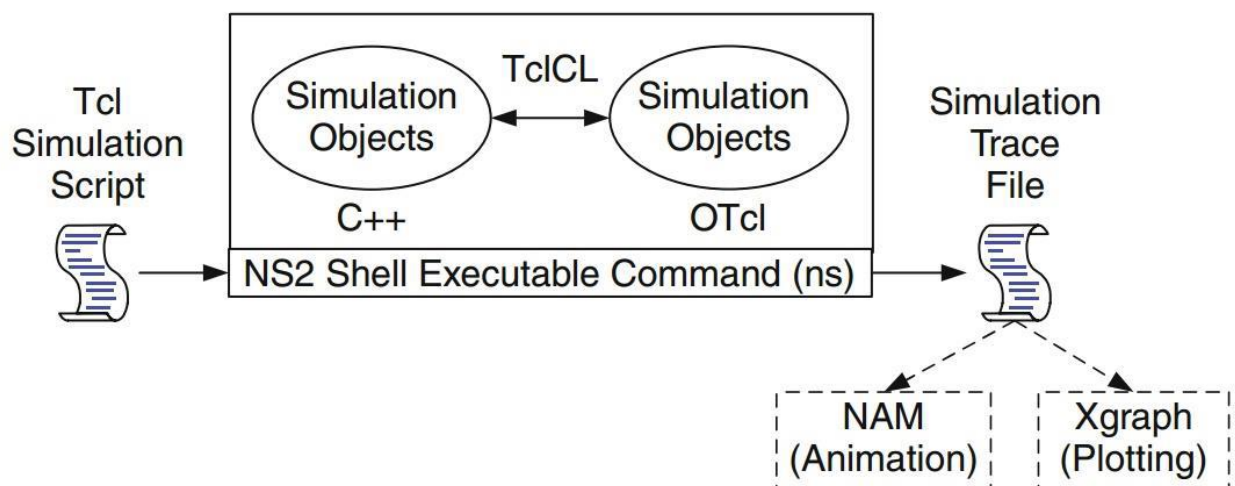 Tcl
Simulation
Script
Simulation
Objects
C++
TclCL
Simulation
Objects
OTcl
NS2 Shell Executable Command (ns)
Simulation
Trace
File
NAM
(Animation)
Xgraph
(Plotting)